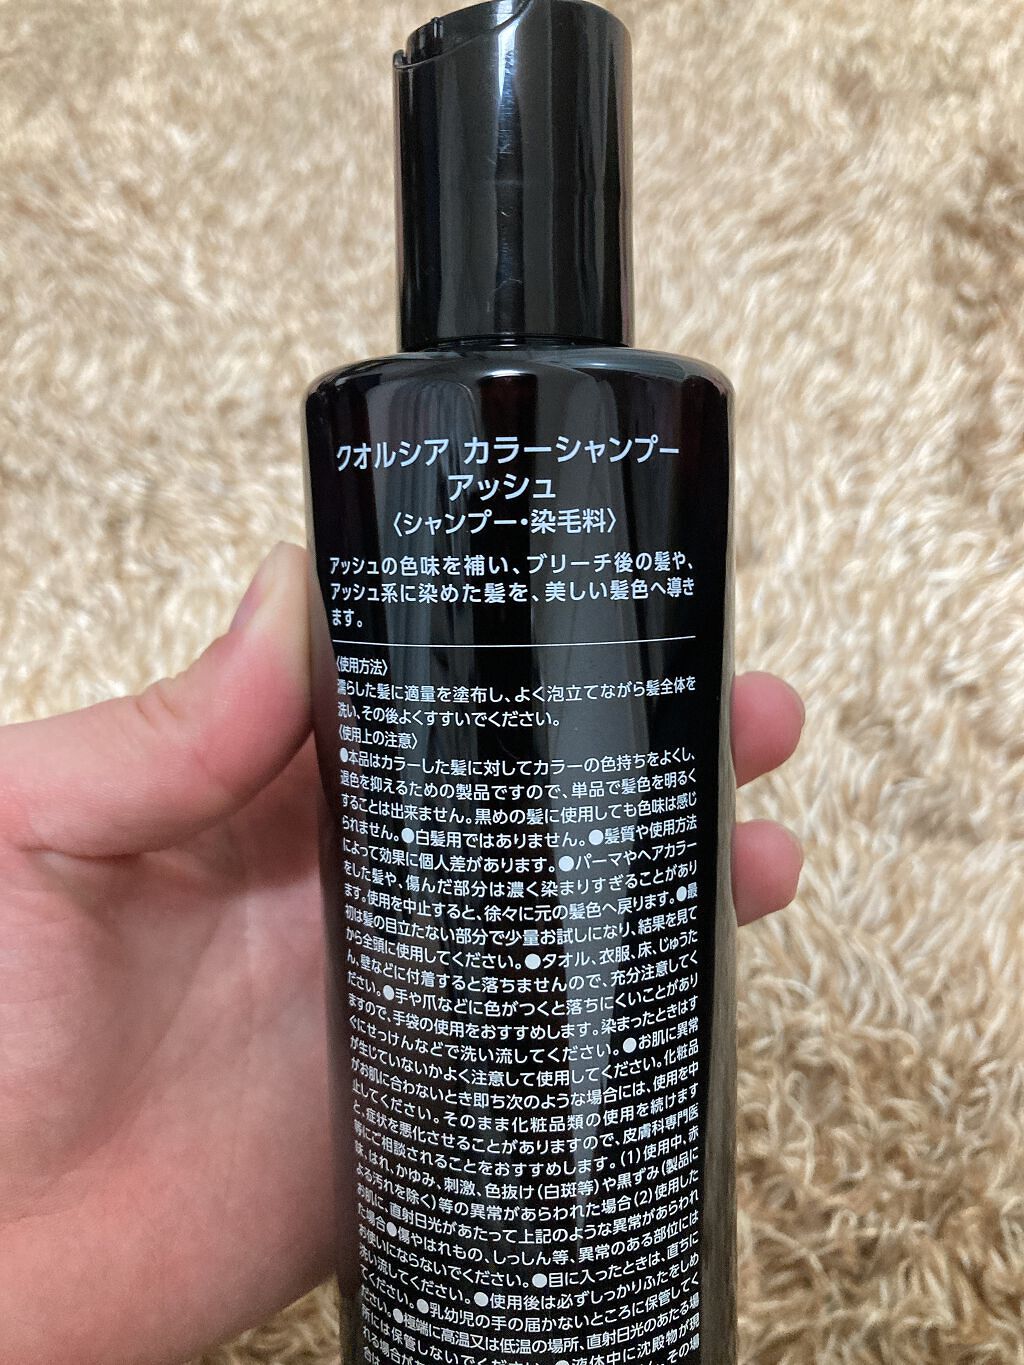 クオルシア カラーシャンプー
アッシュ
〈シャンプー・染毛料〉
アッシュの色味を補い、ブリーチ後の髪や、
アッシュ系に染めた髪を、美しい髪色へ導き
ます。
〈使用方法〉
濡らした髪に適量を塗布し、よく泡立てながら髪全体を
洗い、その後よくすすいでください。
〈使用上の注意〉
●本品はカラーした髪に対してカラーの色持ちをよくし、
退色を抑えるための製品ですので、単品で髪色を明るく
することは出来ません。黒めの髪に使用しても色味は感じ
られません。●白髪用ではありません。●髪質や使用方法
によって効果に個人差があります。●パーマやヘアカラー
をした髪や、傷んだ部分は濃く染まりすぎることがあり
ます。使用を中止すると、徐々に元の髪色へ戻ります。●最
初は髪の目立たない部分で少量お試しになり、結果を見て
から全頭に使用してください。●タオル、衣服、床、じゅうた
ん、壁などに付着すると落ちませんので、充分注意してく
ださい。●手や爪などに色がつくと落ちにくいことがあり
ますので、手袋の使用をおすすめします。染まったときはす
ぐにせっけんなどで洗い流してください。●お肌に異常
が生じていないかよく注意して使用してください。化粧品
がお肌に合わないとき即ち次のような場合には、使用を中
止してください。そのまま化粧品類の使用を続けます
と、症状を悪化させることがありますので、皮膚科専門医
等にご相談されることをおすすめします。(1)使用中、赤
味、はれ、かゆみ、刺激、色抜け(白斑等)や黒ずみ(製品に
よる汚れを除く)等の異常があらわれた場合(2)使用した
お肌に、直射日光があたって上記のような異常があらわれ
た場合●傷やはれもの、しっしん等、異常のある部位には
お使いにならないでください。●目に入ったときは、直ちに
洗い流してください。●使用後は必ずしっかりふたをしめ
てください。●乳幼児の手の届かないところに保管してく
ださい。●極端に高温又は低温の場所、直射日光のあたる場
所には保管しないでください。●液体中に沈殿物が現
れる場合が